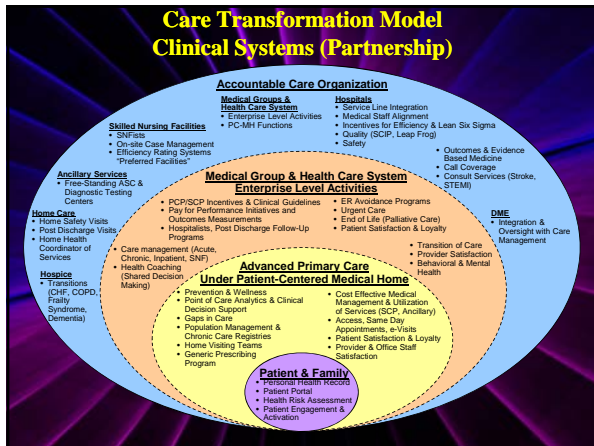 Care Transformation Model
Clinical Systems (Partnership)
Accountable Care Organization
Medical Groups &
Health Care System
• Enterprise Level Activities
• PC-MH Functions
Hospitals
• Service Line Integration
• Medical Staff Alignment
• Incentives for Efficiency & Lean Six Sigma
• Quality (SCIP, Leap Frog)
• Safety
Skilled Nursing Facilities
• SNFists
• On-site Case Management
• Efficiency Rating Systems
"Preferred Facilities"
• Outcomes & Evidence
Based Medicine
• Call Coverage
• Consult Services (Stroke,
STEMI)
Ancillary Services
• Free-Standing ASC &
Diagnostic Testing
Centers
Home Care
• Home Safety Visits
• Post Discharge Visits
• Home Health
Coordinator of
Services
Hospice
• Transitions
(CHF, COPD,
Frailty
Syndrome,
Dementia)
DME
• Integration &
Oversight with Care
Management
Medical Group & Health Care System
Enterprise Level Activities
• PCP/SCP Incentives & Clinical Guidelines
• Pay for Performance Initiatives and
Outcomes Measurements
• Hospitalists, Post Discharge Follow-Up
Programs
• ER Avoidance Programs
• Urgent Care
• End of Life (Palliative Care)
• Patient Satisfaction & Loyalty
• Care management (Acute,
Chronic, Inpatient, SNF)
• Health Coaching
(Shared Decision
Making)
• Transition of Care
• Provider Satisfaction
• Behavioral & Mental
Health
Advanced Primary Care
Under Patient-Centered Medical Home
• Prevention & Wellness
• Point of Care Analytics & Clinical
Decision Support
• Gaps in Care
• Population Management &
Chronic Care Registries
• Home Visiting Teams
• Generic Prescribing
Program
• Cost Effective Medical
Management & Utilization
of Services (SCP, Ancillary)
• Access, Same Day
Appointments, e-Visits
• Patient Satisfaction & Loyalty
• Provider & Office Staff
Satisfaction
Patient & Family
• Personal Health Record
• Patient Portal
• Health Risk Assessment
• Patient Engagement &
Activation